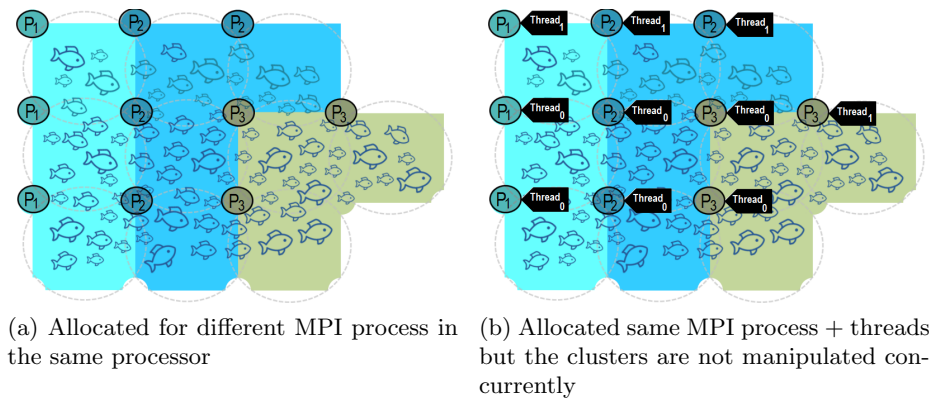 P1 P2 P2
P1 P2 P3 P3
P1 P2 P3
(a) Allocated for different MPI process in
the same processor
P1 Thread1 P2 Thread1 P2 Thread1
P1 Thread0 P2 Thread0 P3 Thread0 P3 Thread1
P1 Thread0 P2 Thread0 P3 Thread0
(b) Allocated same MPI process + threads
but the clusters are not manipulated con-
currently